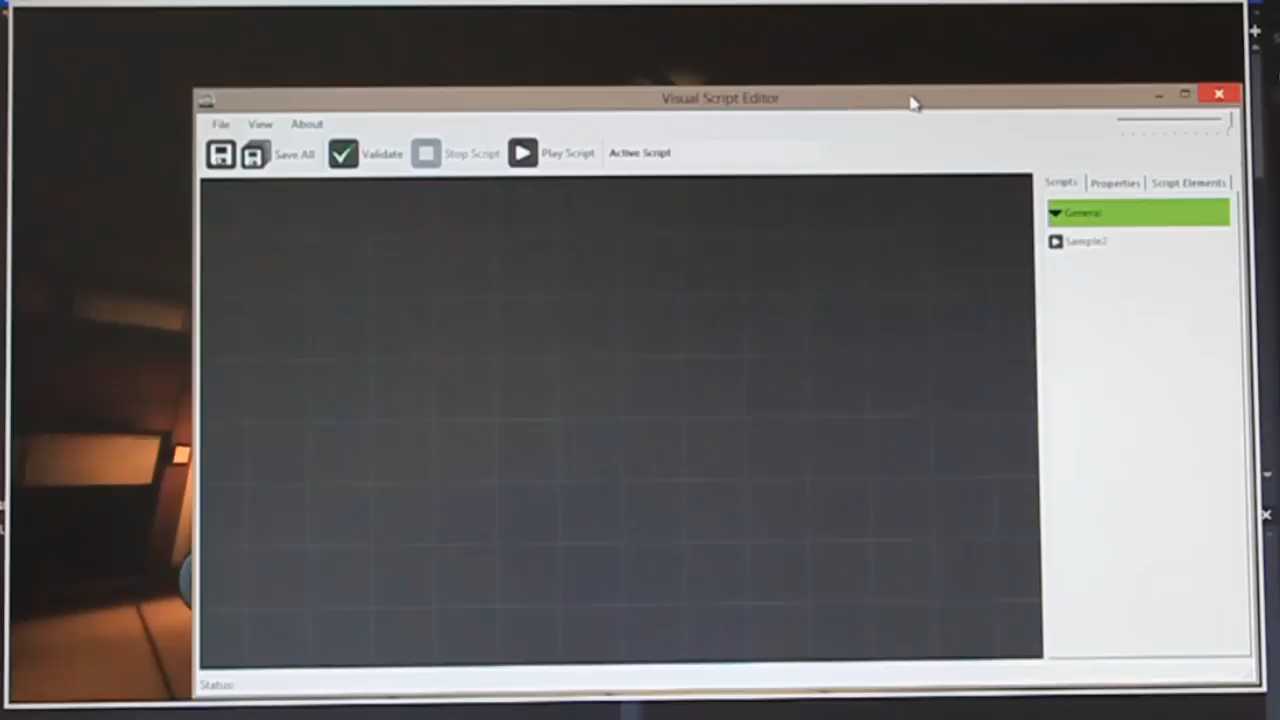 Visual Script Editor
File View About
Save All Validate Stop Script Play Script Active Script
Scripts Properties Script Elements
General
Sample2
Status: